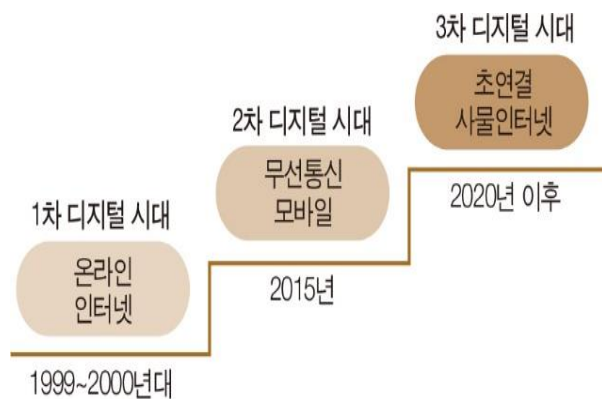 3차 디지털 시대
초연결
사물인터넷
2020년 이후
2차 디지털 시대
무선통신
모바일
2015년
1차 디지털 시대
온라인
인터넷
1999~2000년대